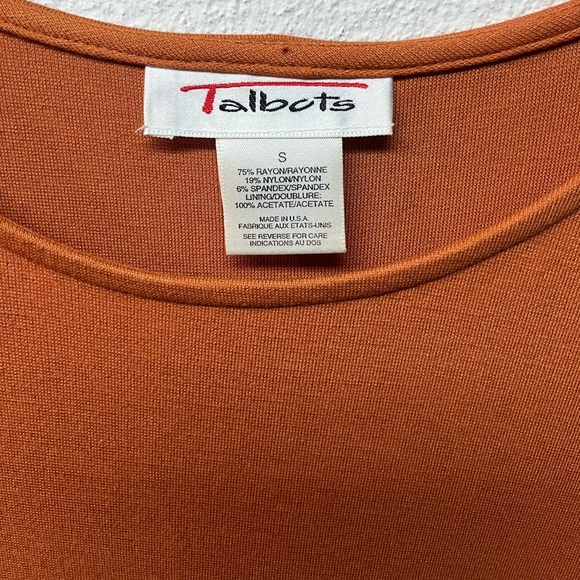 Talbots
S
75% RAYON/RAYONNE
19% NYLON/NYLON
6% SPANDEX/SPANDEX
LINING/DOUBLURE:
100% ACETATE/ACETATE
MADE IN U.S.A.
FABRIQUE AUX ETATS-UNIS
SEE REVERSE FOR CARE
INDICATIONS AU DOS